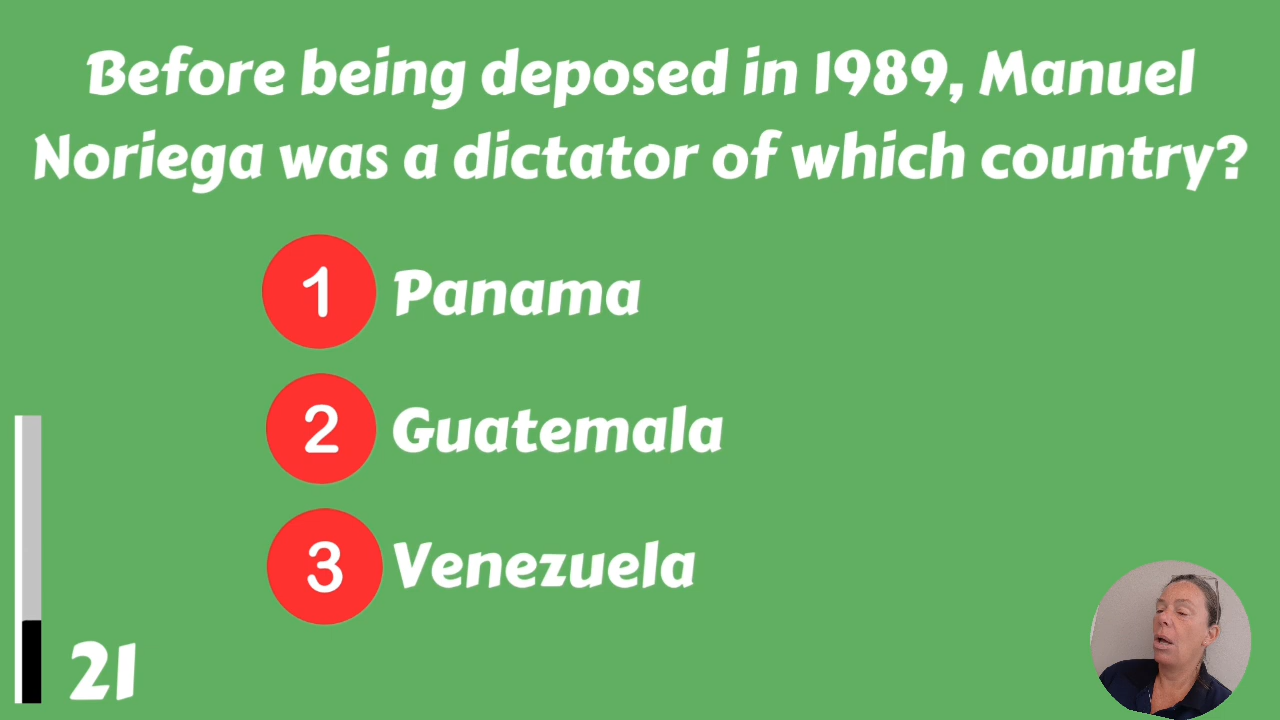 Before being deposed in 1989, Manuel
Noriega was a dictator of which country?
1 Panama
2 Guatemala
3 Venezuela
21